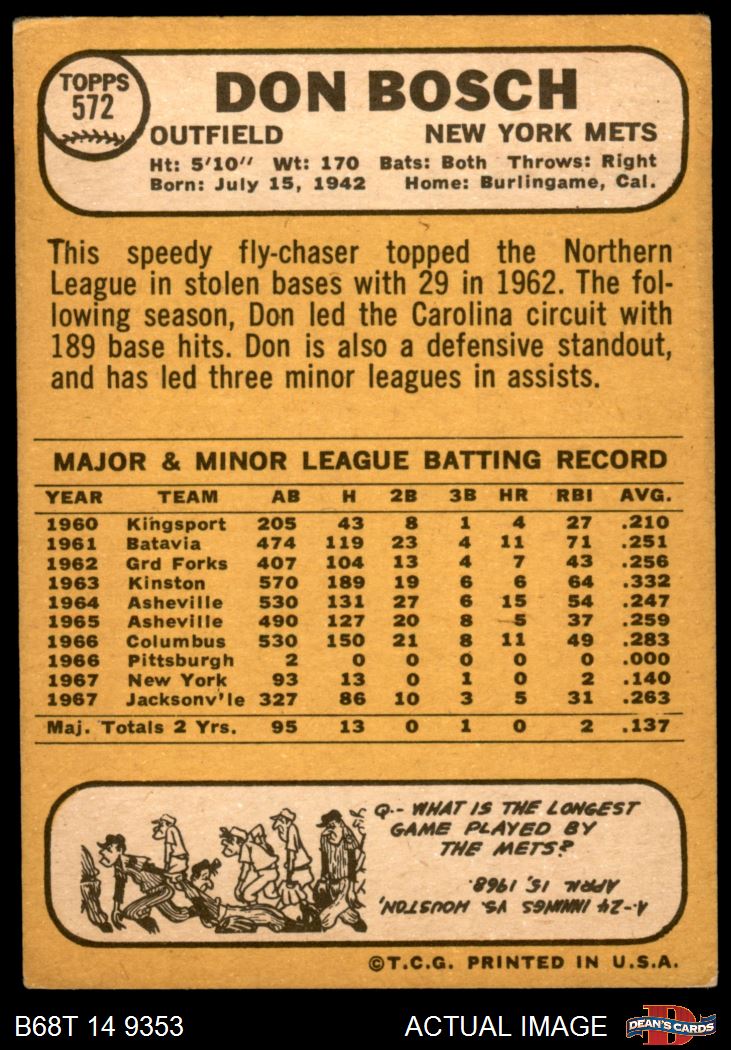 TOPPS
572
DON BOSCH
OUTFIELD NEW YORK METS
Ht: 5'10" Wt: 170 Bats: Both Throws: Right
Born: July 15, 1942 Home: Burlingame, Cal.
This speedy fly-chaser topped the Northern
League in stolen bases with 29 in 1962. The fol-
lowing season, Don led the Carolina circuit with
189 base hits. Don is also a defensive standout,
and has led three minor leagues in assists.
MAJOR & MINOR LEAGUE BATTING RECORD
YEAR TEAM AB H 2B 3B HR RBI AVG.
1960 Kingsport 205 43 8 1 4 27 .210
1961 Batavia 474 119 23 4 11 71 .251
1962 Grd Forks 407 104 13 4 7 43 .256
1963 Kinston 570 189 19 6 6 64 .332
1964 Asheville 530 131 27 6 15 54 .247
1965 Asheville 490 127 20 8 5 37 .259
1966 Columbus 530 150 21 8 11 49 .283
1966 Pittsburgh 2 0 0 0 0 0 .000
1967 New York 93 13 0 1 0 2 .140
1967 Jacksonv'le 327 86 10 3 5 31 .263
Maj. Totals 2 Yrs. 95 13 0 1 0 2 .137
Q-- WHAT IS THE LONGEST
GAME PLAYED BY
THE METS?
A-24 INNINGS VS. HOUSTON,
APRIL 15, 1968.
©T.C.G. PRINTED IN U.S.A.
B68T 14 9353 ACTUAL IMAGE
DEAN'S CARDS